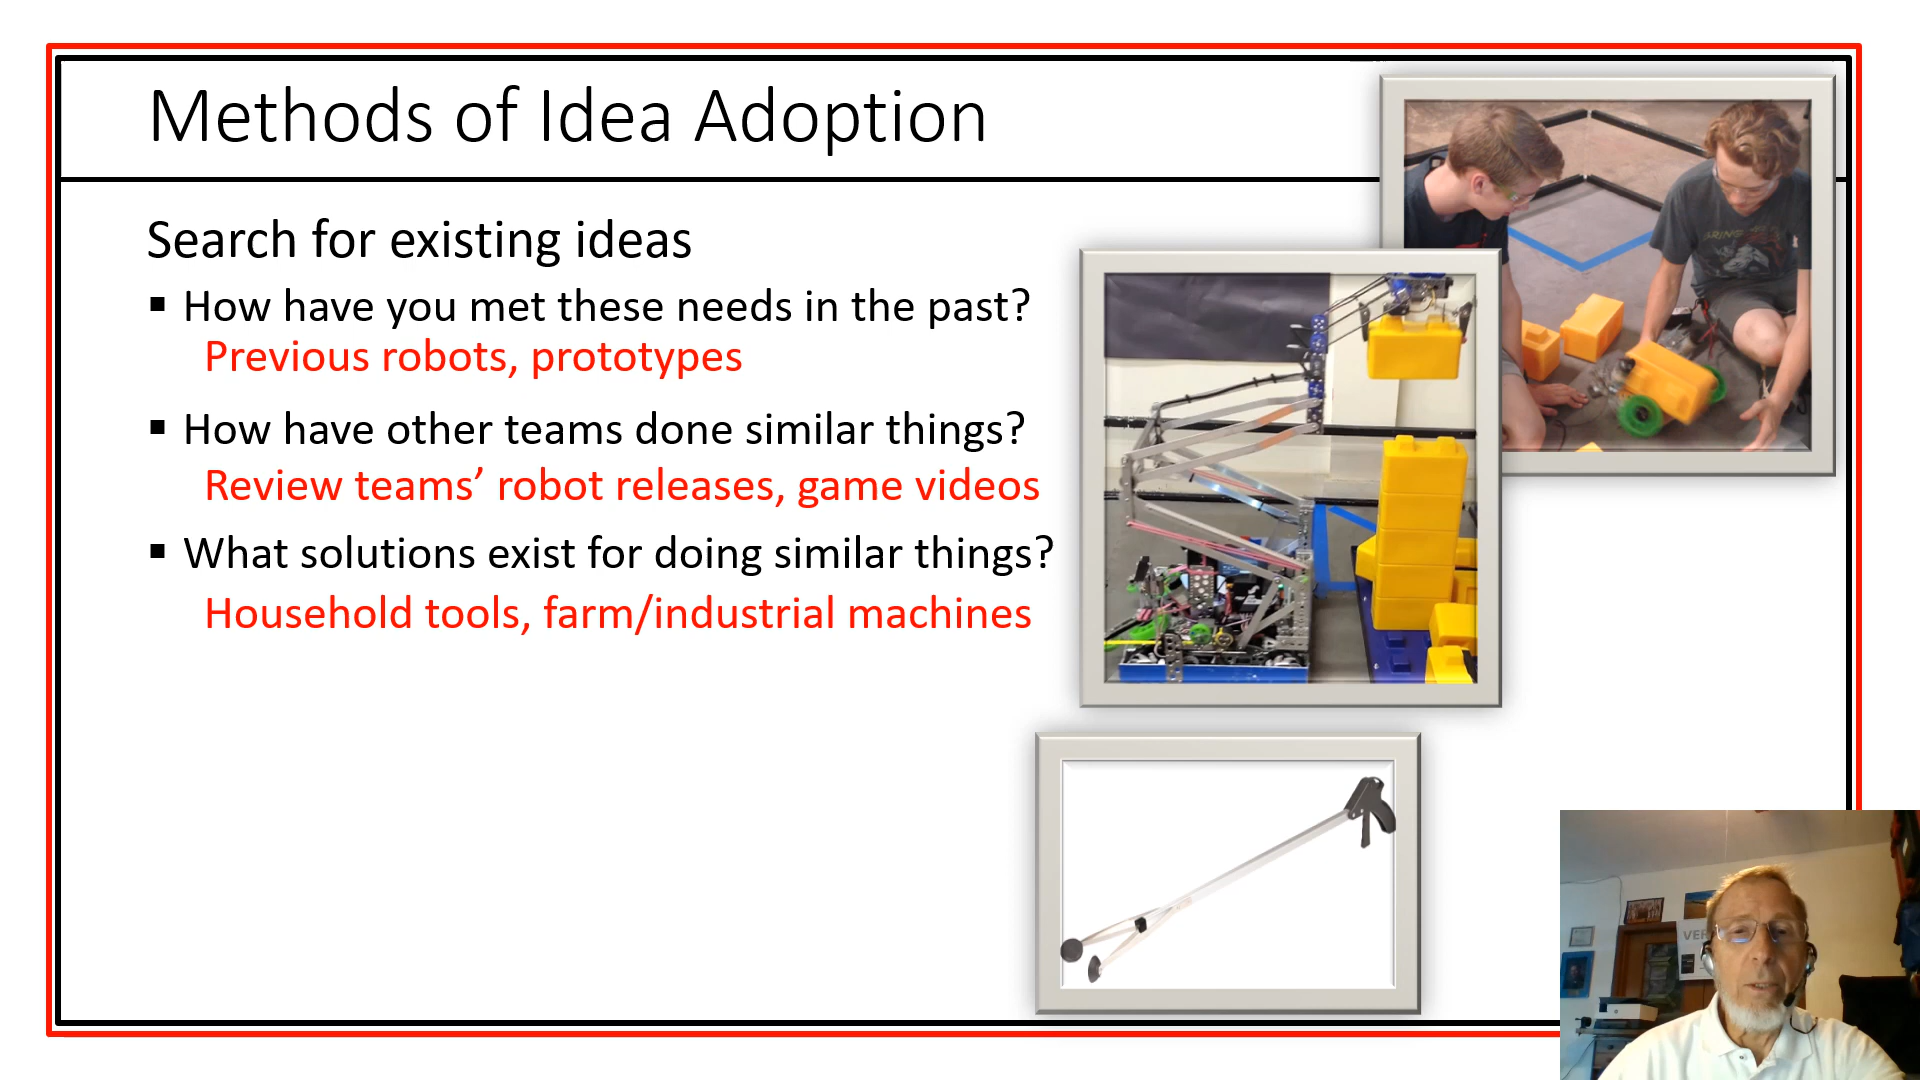 Methods of Idea Adoption
Search for existing ideas
▪ How have you met these needs in the past?
Previous robots, prototypes
▪ How have other teams done similar things?
Review teams’ robot releases, game videos
▪ What solutions exist for doing similar things?
Household tools, farm/industrial machines
VER